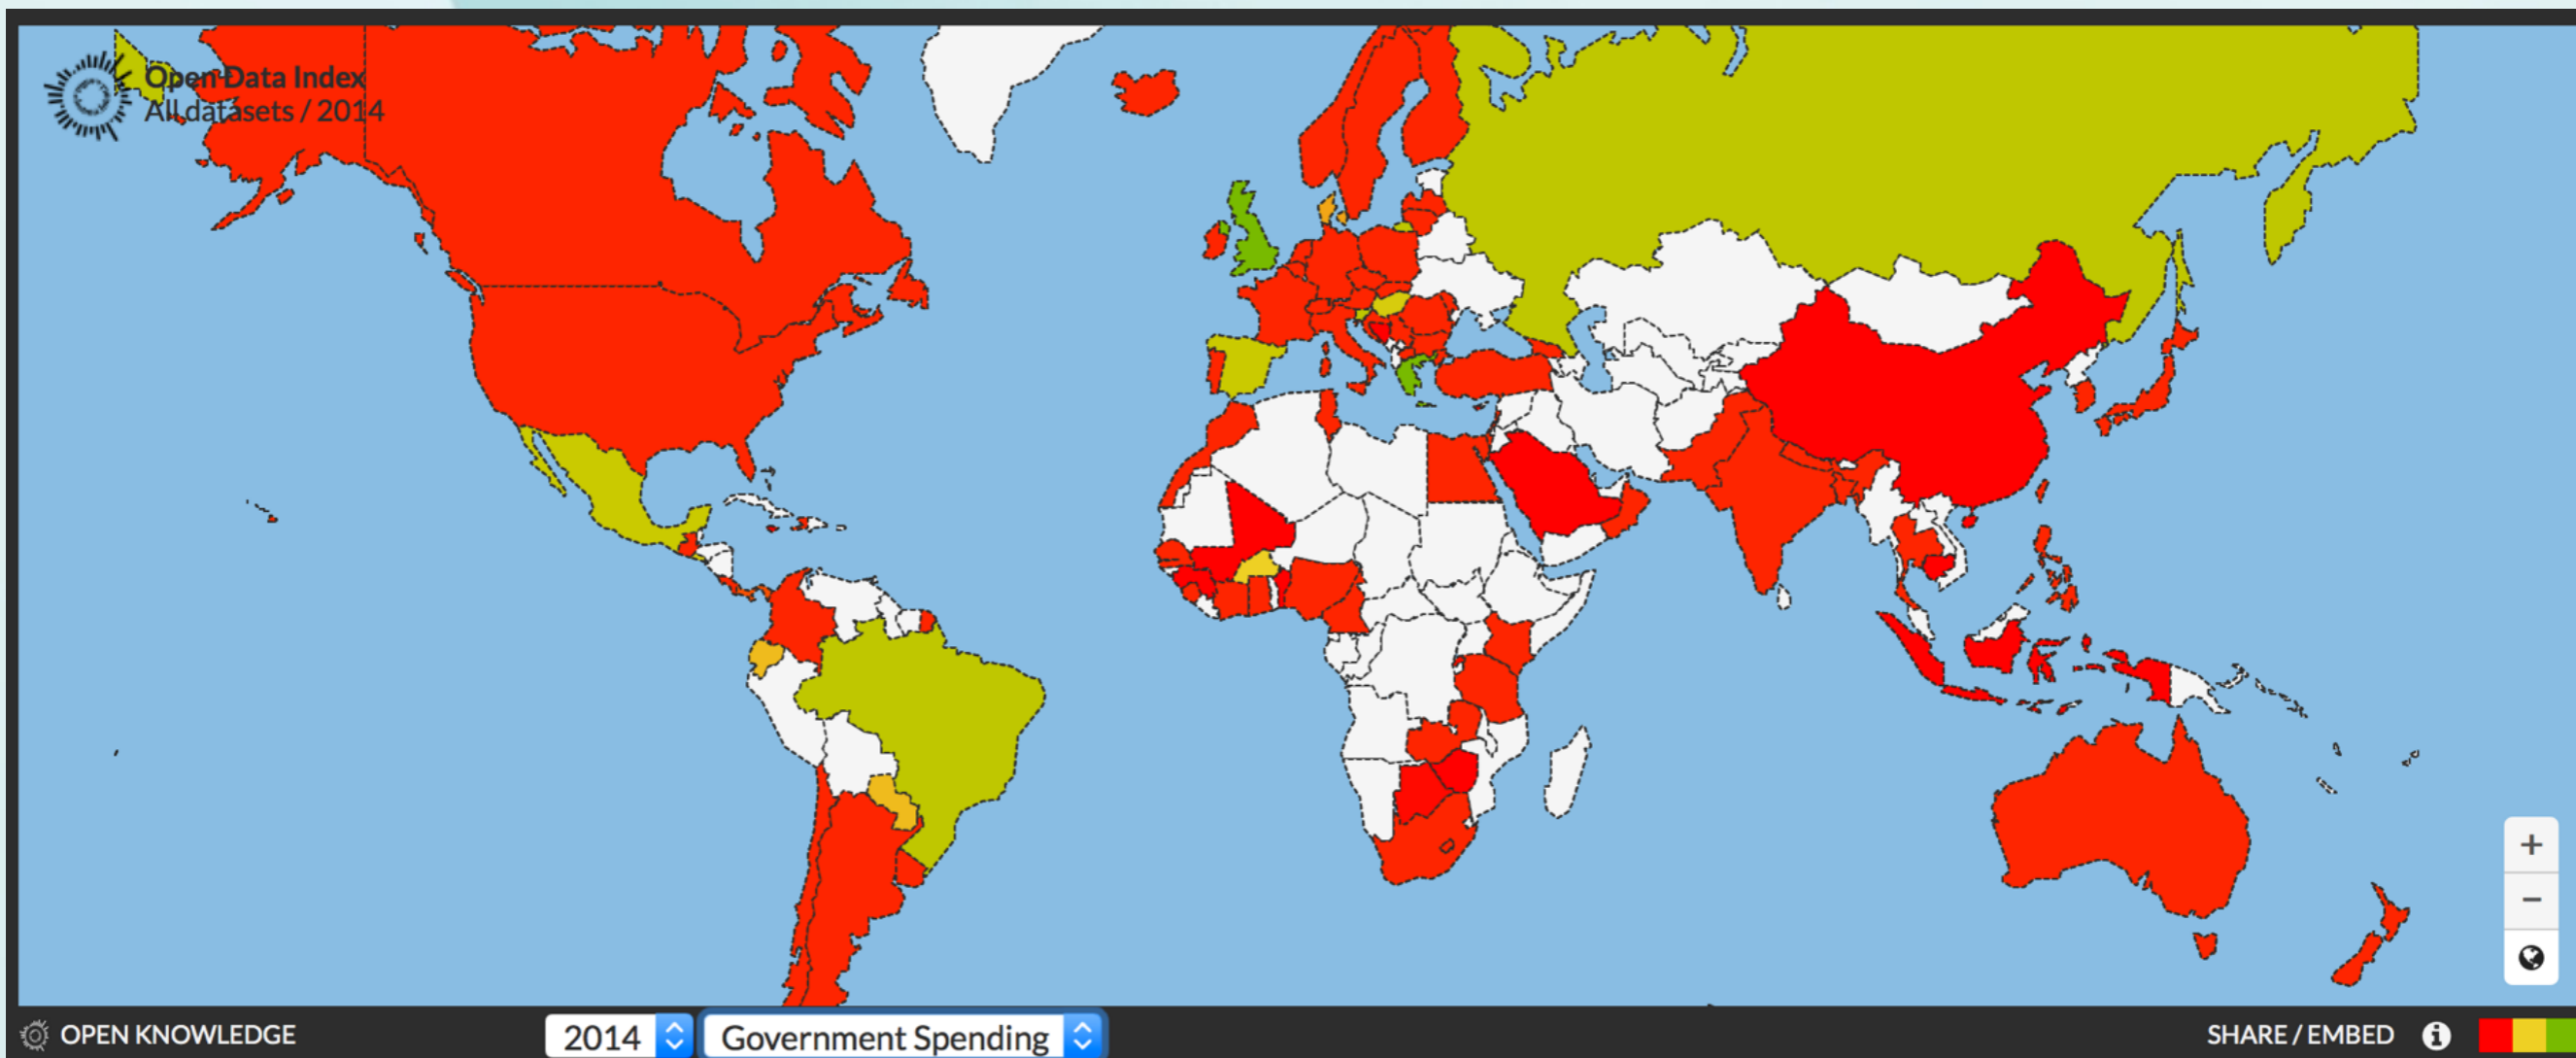 Open Data Index
All datasets / 2014
+
−
OPEN KNOWLEDGE
2014
Government Spending
SHARE / EMBED
i